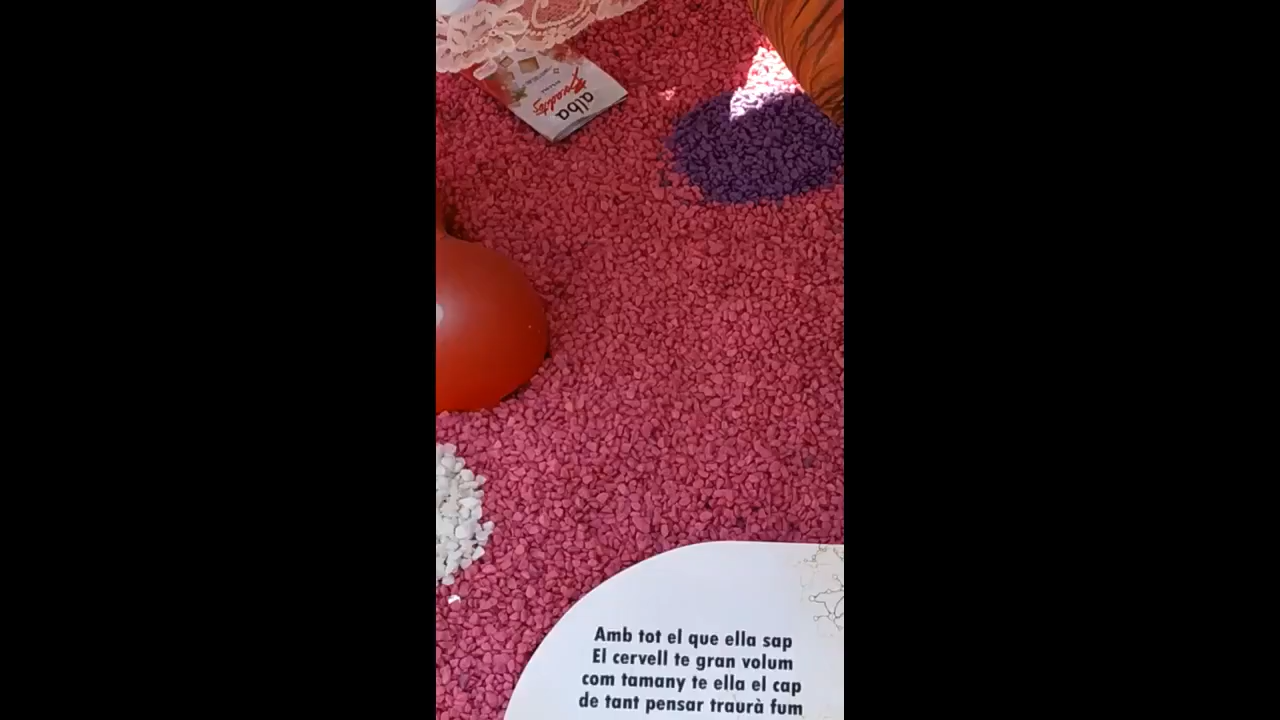 alba
Amb tot el que ella sap
El cervell te gran volum
com tamany te ella el cap
de tant pensar traurà fum